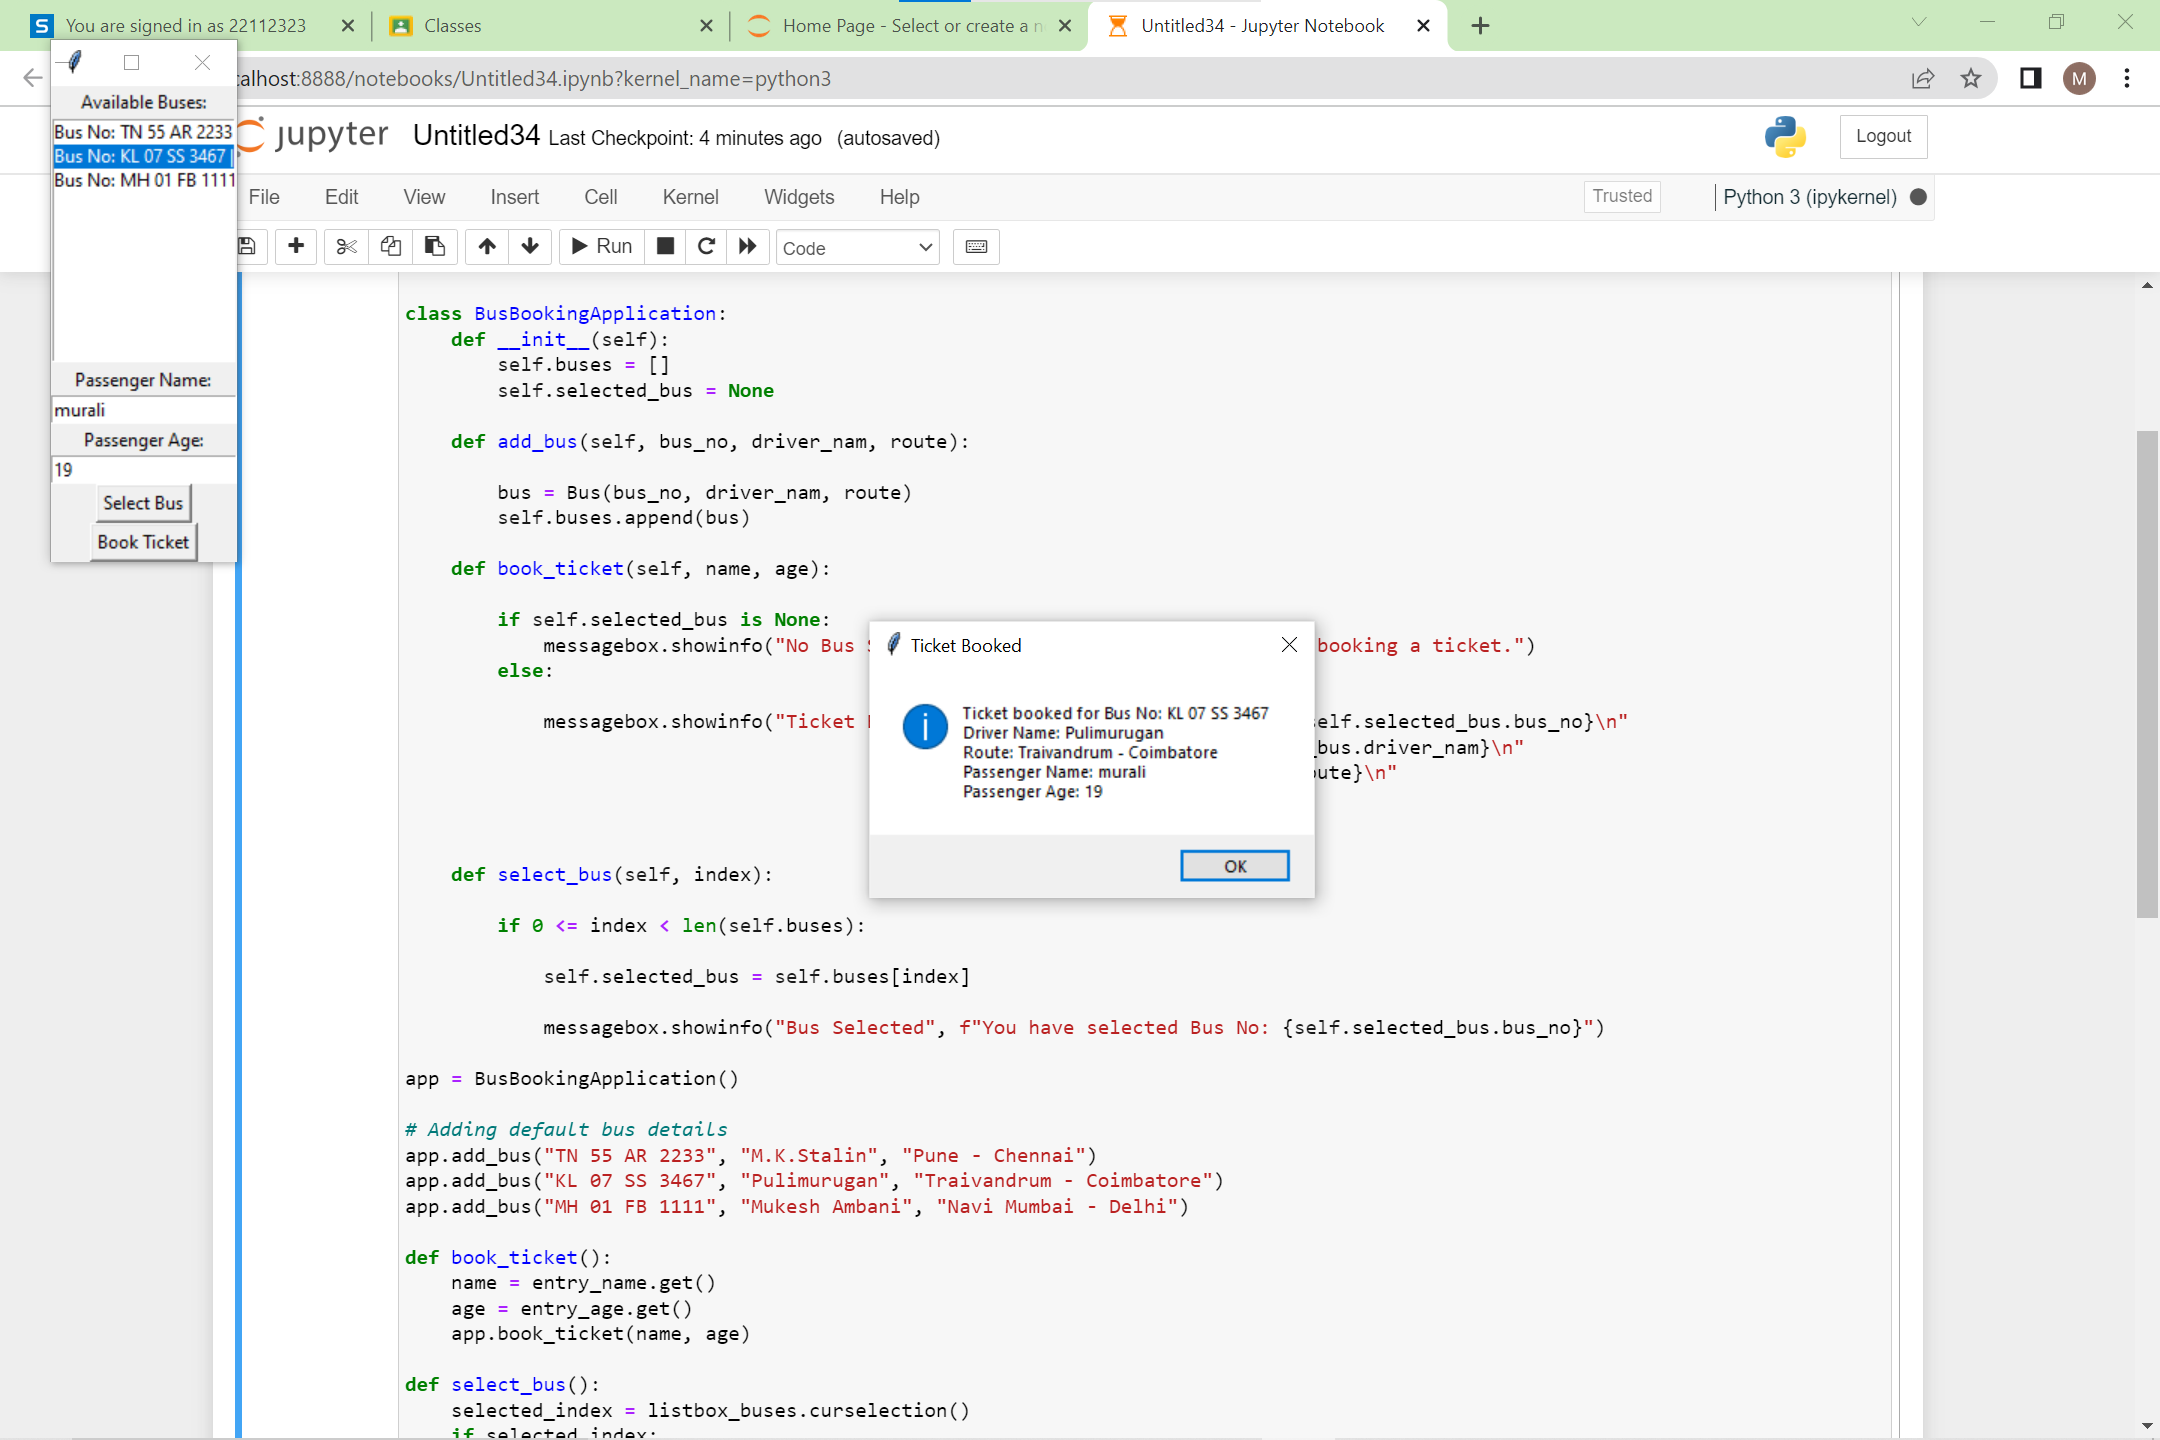 You are signed in as 22112323
Classes
Home Page - Select or create a n
Untitled34 - Jupyter Notebook
alhost:8888/notebooks/Untitled34.ipynb?kernel_name=python3
M
Available Buses:
Bus No: TN 55 AR 2233
Bus No: KL 07 SS 3467
Bus No: MH 01 FB 1111
Passenger Name:
murali
Passenger Age:
19
Select Bus
Book Ticket
jupyter Untitled34 Last Checkpoint: 4 minutes ago (autosaved)
Logout
File Edit View Insert Cell Kernel Widgets Help
Trusted
Python 3 (ipykernel)
Run
Code
class BusBookingApplication:
    def __init__(self):
        self.buses = []
        self.selected_bus = None
    def add_bus(self, bus_no, driver_nam, route):
        bus = Bus(bus_no, driver_nam, route)
        self.buses.append(bus)
    def book_ticket(self, name, age):
        if self.selected_bus is None:
            messagebox.showinfo("No Bus booking a ticket.")
        else:
            messagebox.showinfo("Ticket self.selected_bus.bus_no}\n"
_bus.driver_nam}\n"
ute}\n"
Ticket Booked
Ticket booked for Bus No: KL 07 SS 3467
Driver Name: Pulimurugan
Route: Traivandrum - Coimbatore
Passenger Name: murali
Passenger Age: 19
OK
    def select_bus(self, index):
        if 0 <= index < len(self.buses):
            self.selected_bus = self.buses[index]
            messagebox.showinfo("Bus Selected", f"You have selected Bus No: {self.selected_bus.bus_no}")
app = BusBookingApplication()
# Adding default bus details
app.add_bus("TN 55 AR 2233", "M.K.Stalin", "Pune - Chennai")
app.add_bus("KL 07 SS 3467", "Pulimurugan", "Traivandrum - Coimbatore")
app.add_bus("MH 01 FB 1111", "Mukesh Ambani", "Navi Mumbai - Delhi")
def book_ticket():
    name = entry_name.get()
    age = entry_age.get()
    app.book_ticket(name, age)
def select_bus():
    selected_index = listbox_buses.curselection()
    if selected_index: